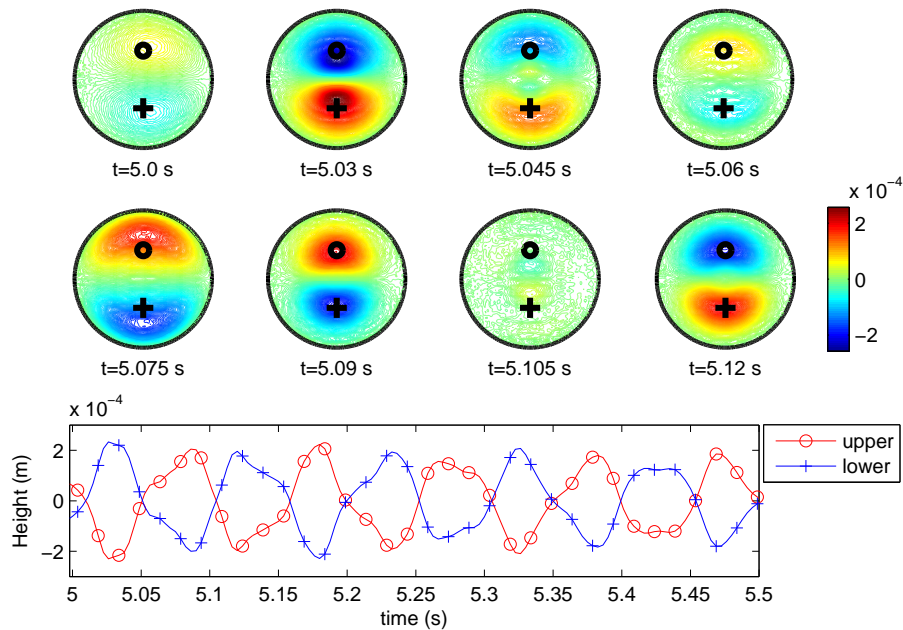 t=5.0 s
t=5.03 s
t=5.045 s
t=5.06 s
x 10−4
2
0
−2
t=5.075 s
t=5.09 s
t=5.105 s
t=5.12 s
x 10−4
2
0
−2
Height (m)
5
5.05
5.1
5.15
5.2
5.25
5.3
5.35
5.4
5.45
5.5
time (s)
upper
lower